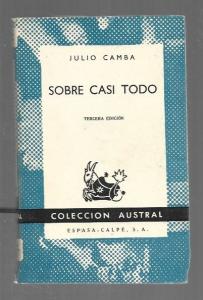 JULIO CAMBA
SOBRE CASI TODO
TERCERA EDICIÓN
COLECCION AUSTRAL
ESPASA-CALPE, S. A.